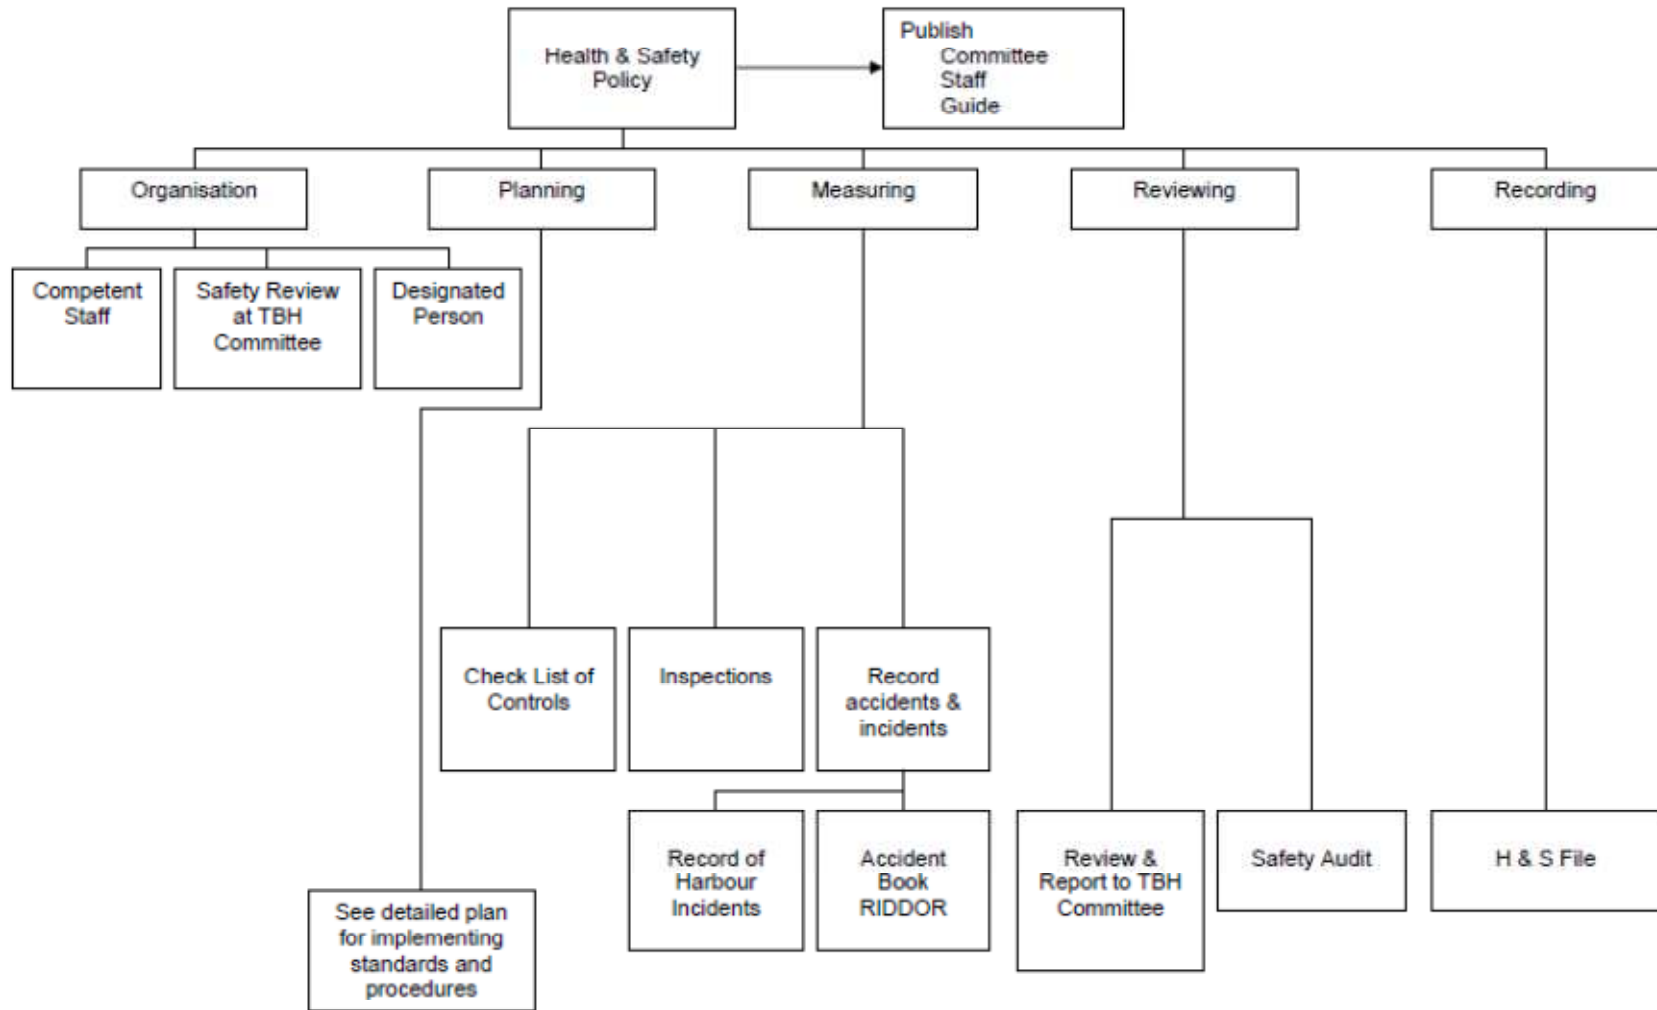 Health & Safety
Policy
Publish
Committee
Staff
Guide
Organisation
Planning
Measuring
Reviewing
Recording
Competent
Staff
Safety Review
at TBH
Committee
Designated
Person
Check List of
Controls
Inspections
Record
accidents &
incidents
Record of
Harbour
Incidents
Accident
Book
RIDDOR
Review &
Report to TBH
Committee
Safety Audit
H & S File
See detailed plan
for implementing
standards and
procedures